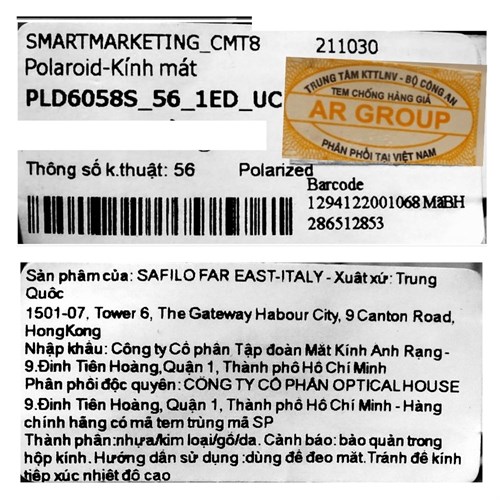 SMARTMARKETING_CMT8 211030
Polaroid-Kính mát
PLD6058S_56_1ED_UC
TRUNG TÂM KTTLNV - BỘ CÔNG AN
TEM CHỐNG HÀNG GIẢ
AR GROUP
PHÂN PHỐI TẠI VIỆT NAM
Thông số k.thuật: 56 Polarized
Barcode
1294122001068 MãBH
286512853
Sản phẩm của: SAFILO FAR EAST-ITALY - Xuất xứ: Trung
Quốc
1501-07, Tower 6, The Gateway Habour City, 9 Canton Road,
HongKong
Nhập khẩu: Công ty Cổ phần Tập đoàn Mắt Kính Anh Rạng-
9.Đinh Tiên Hoàng,Quận 1, Thành phố Hồ Chí Minh
Phân phối độc quyền: CÔNG TY CỔ PHẦN OPTICALHOUSE
9.Đinh Tiên Hoàng, Quận 1, Thành phố Hồ Chí Minh - Hàng
chính hãng có mã tem trùng mã SP
Thành phần:nhựa/kim loại/gỗ/da. Cảnh báo: bảo quản trong
hộp kính. Hướng dẫn sử dụng :dùng để đeo mắt.Tránh để kính
tiếp xúc nhiệt độ cao